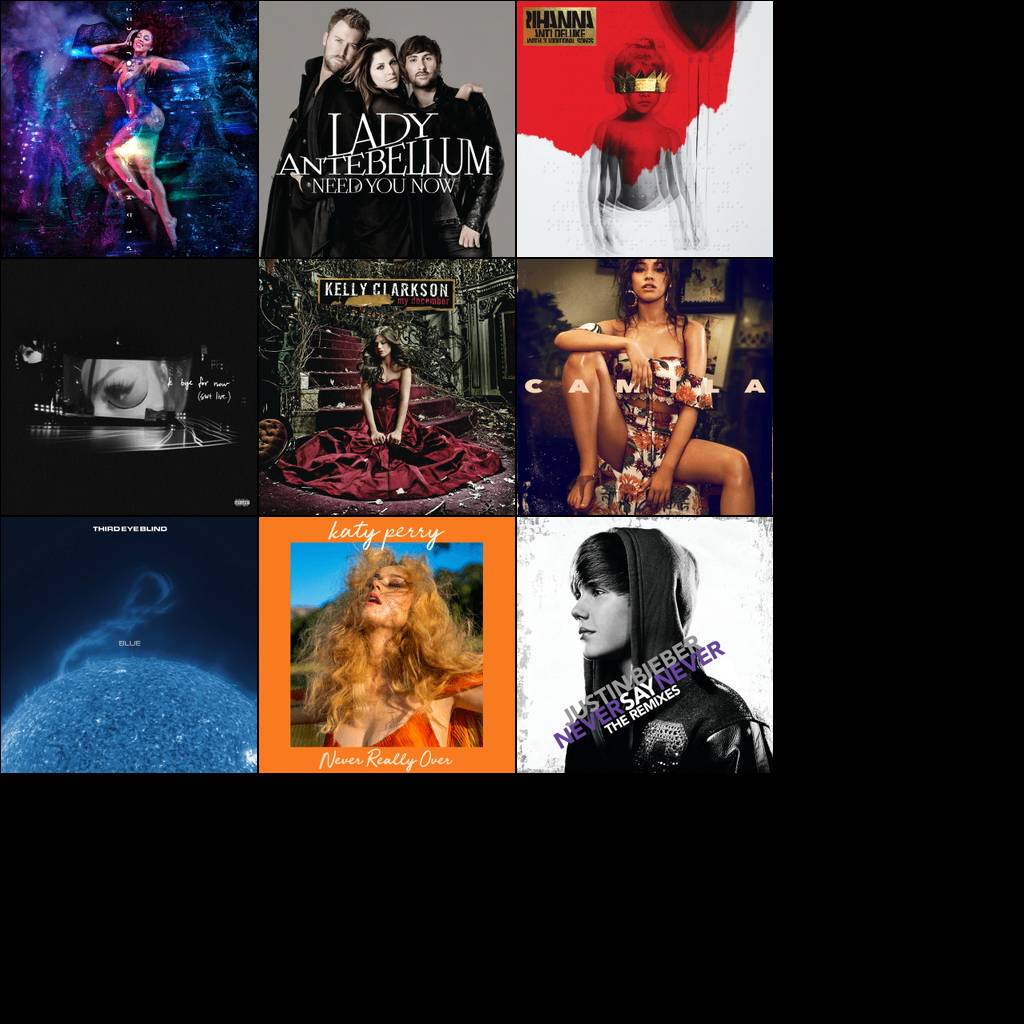 LADY
ANTEBELLUM
NEED YOU NOW
RIHANNA
ANTI DELUXE
WITH 3 ADDITIONAL SONGS
k bye for now
(swt live)
KELLY CLARKSON
my december
CAMILA
THIRD EYE BLIND
BLUE
katy perry
Never Really Over
JUSTIN BIEBER
NEVER SAY NEVER
THE REMIXES